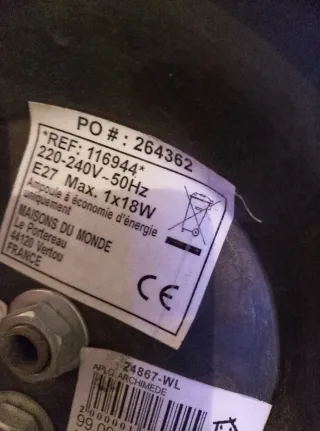 PO # : 264362
*REF: 116944*
220-240V~50Hz
E27 Max. 1x18W
Ampoule à économie d'énergie
uniquement
MAISONS DU MONDE
Le Portereau
44120 Vertou
FRANCE
CE
24867-WL
APLO. ARCHIMEDE